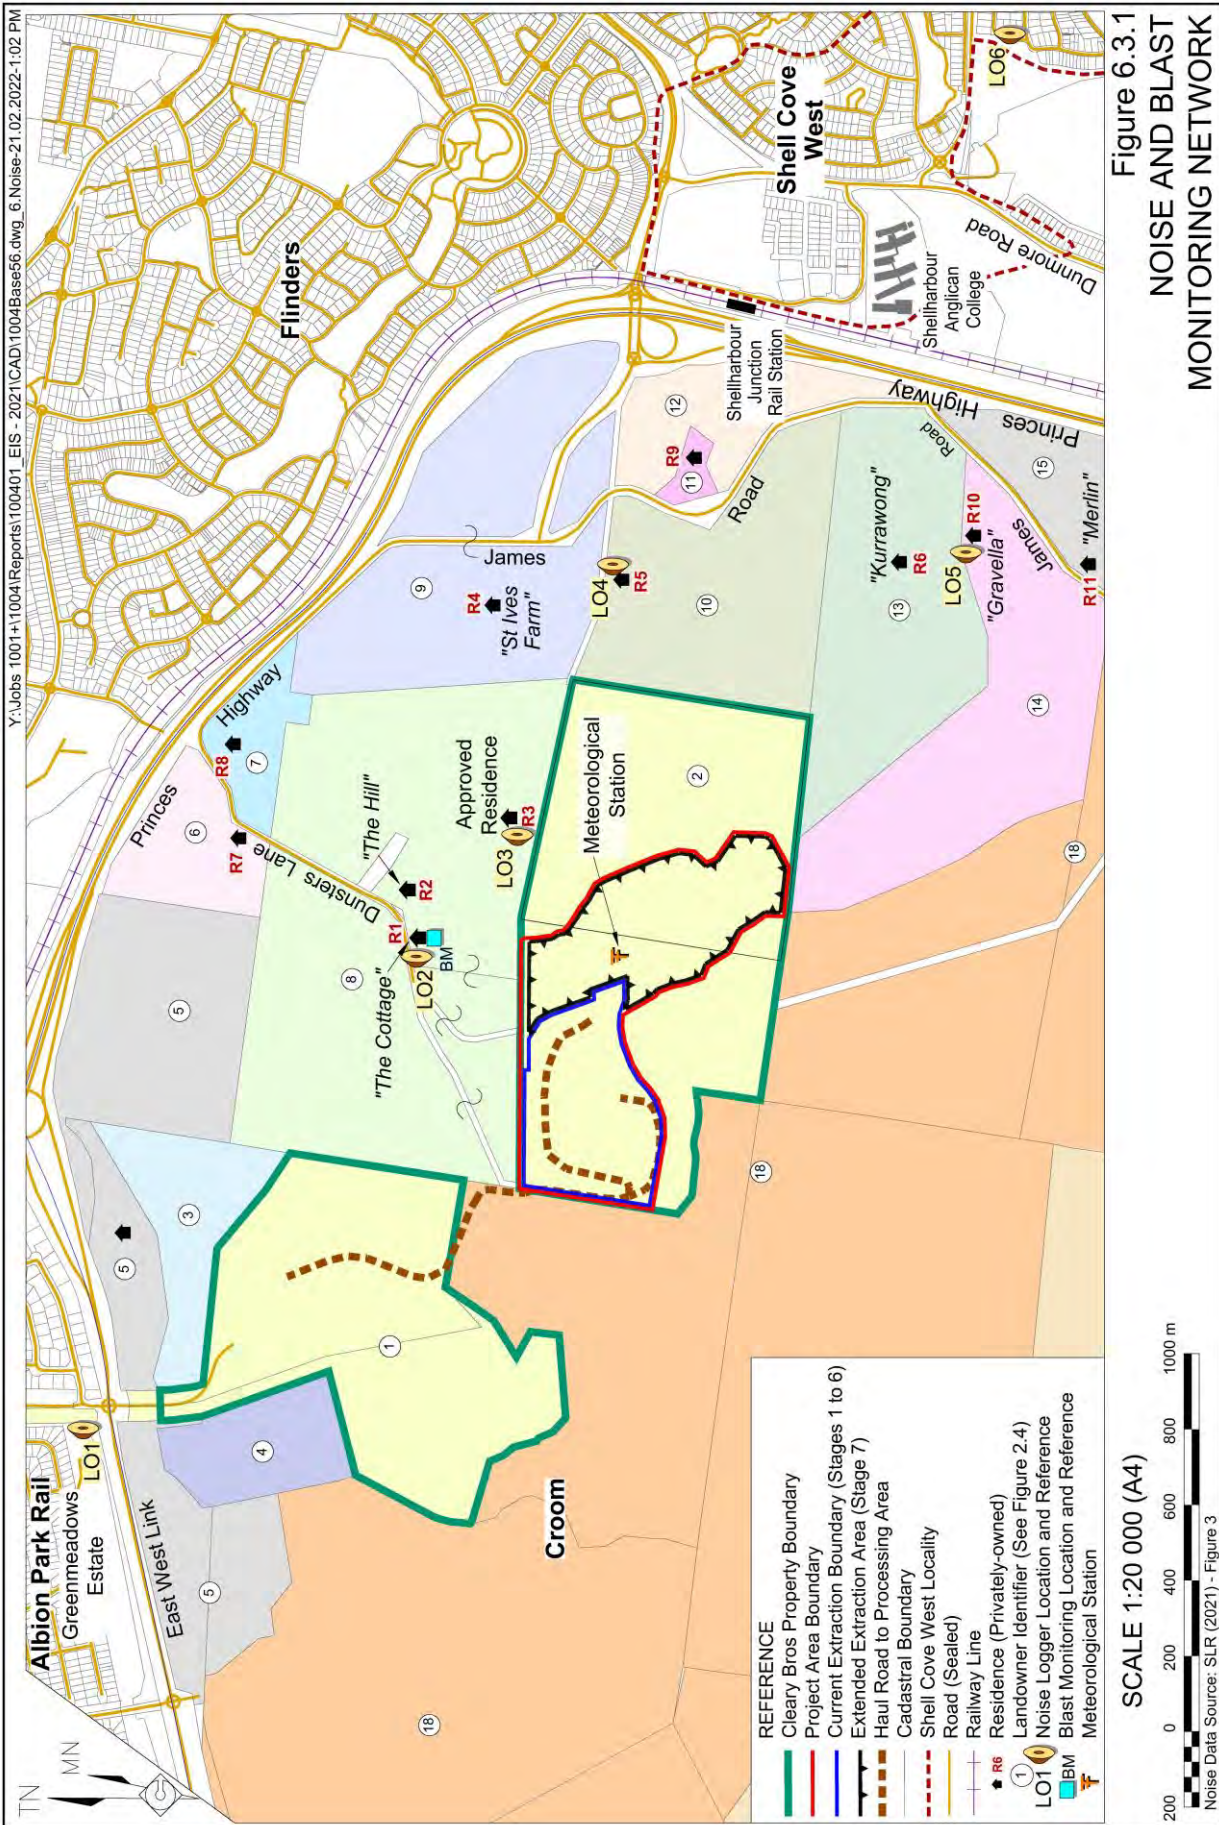 Y:\Jobs 1001+\1004\Reports\100401_EIS - 2021\CAD\1004Base56.dwg_6.Noise-21.02.2022-1:02 PM
TN
MN
Albion Park Rail
Greenmeadows
Estate
LO1
East West Link
5
5
3
4
1
18
Croom
5
6
Princes
Highway
R7
R8
7
Dunsters Lane
8
"The Hill"
R2
R1
"The Cottage"
LO2
BM
Approved
Residence
R3
LO3
Meteorological
Station
2
18
18
Flinders
9
James
R4
"St Ives
Farm"
LO4
R5
10
Road
12
R9
11
Shellharbour
Junction
Rail Station
Shell Cove
West
Shellharbour
Anglican
College
Dunmore Road
LO6
Princes
Highway
Road
"Kurrawong"
R6
13
LO5
R10
"Gravella"
James
14
15
"Merlin"
R11
REFERENCE
Cleary Bros Property Boundary
Project Area Boundary
Current Extraction Boundary (Stages 1 to 6)
Extended Extraction Area (Stage 7)
Haul Road to Processing Area
Cadastral Boundary
Shell Cove West Locality
Road (Sealed)
Railway Line
R6 Residence (Privately-owned)
1 Landowner Identifier (See Figure 2.4)
LO1 Noise Logger Location and Reference
BM Blast Monitoring Location and Reference
Meteorological Station
SCALE 1:20 000 (A4)
200 0 200 400 600 800 1000 m
Noise Data Source: SLR (2021) - Figure 3
Figure 6.3.1
NOISE AND BLAST
MONITORING NETWORK